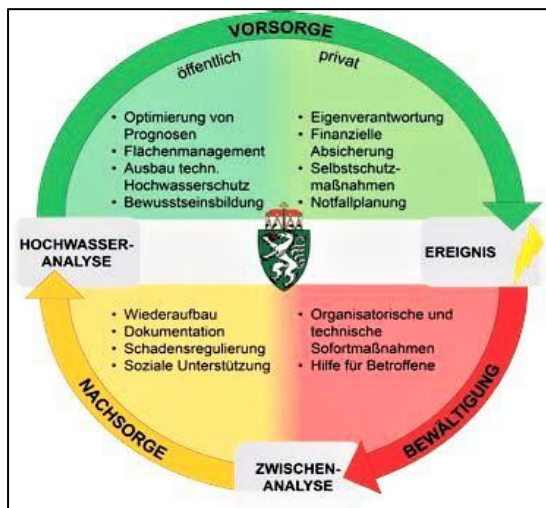 VORSORGE
öffentlich
privat
• Optimierung von
Prognosen
• Flächenmanagement
• Ausbau techn.
Hochwasserschutz
• Bewusstseinsbildung
• Eigenverantwortung
• Finanzielle
Absicherung
• Selbstschutz-
maßnahmen
• Notfallplanung
HOCHWASSER-
ANALYSE
EREIGNIS
• Wiederaufbau
• Dokumentation
• Schadensregulierung
• Soziale Unterstützung
• Organisatorische und
technische
Sofortmaßnahmen
• Hilfe für Betroffene
NACHSORGE
BEWÄLTIGUNG
ZWISCHEN-
ANALYSE